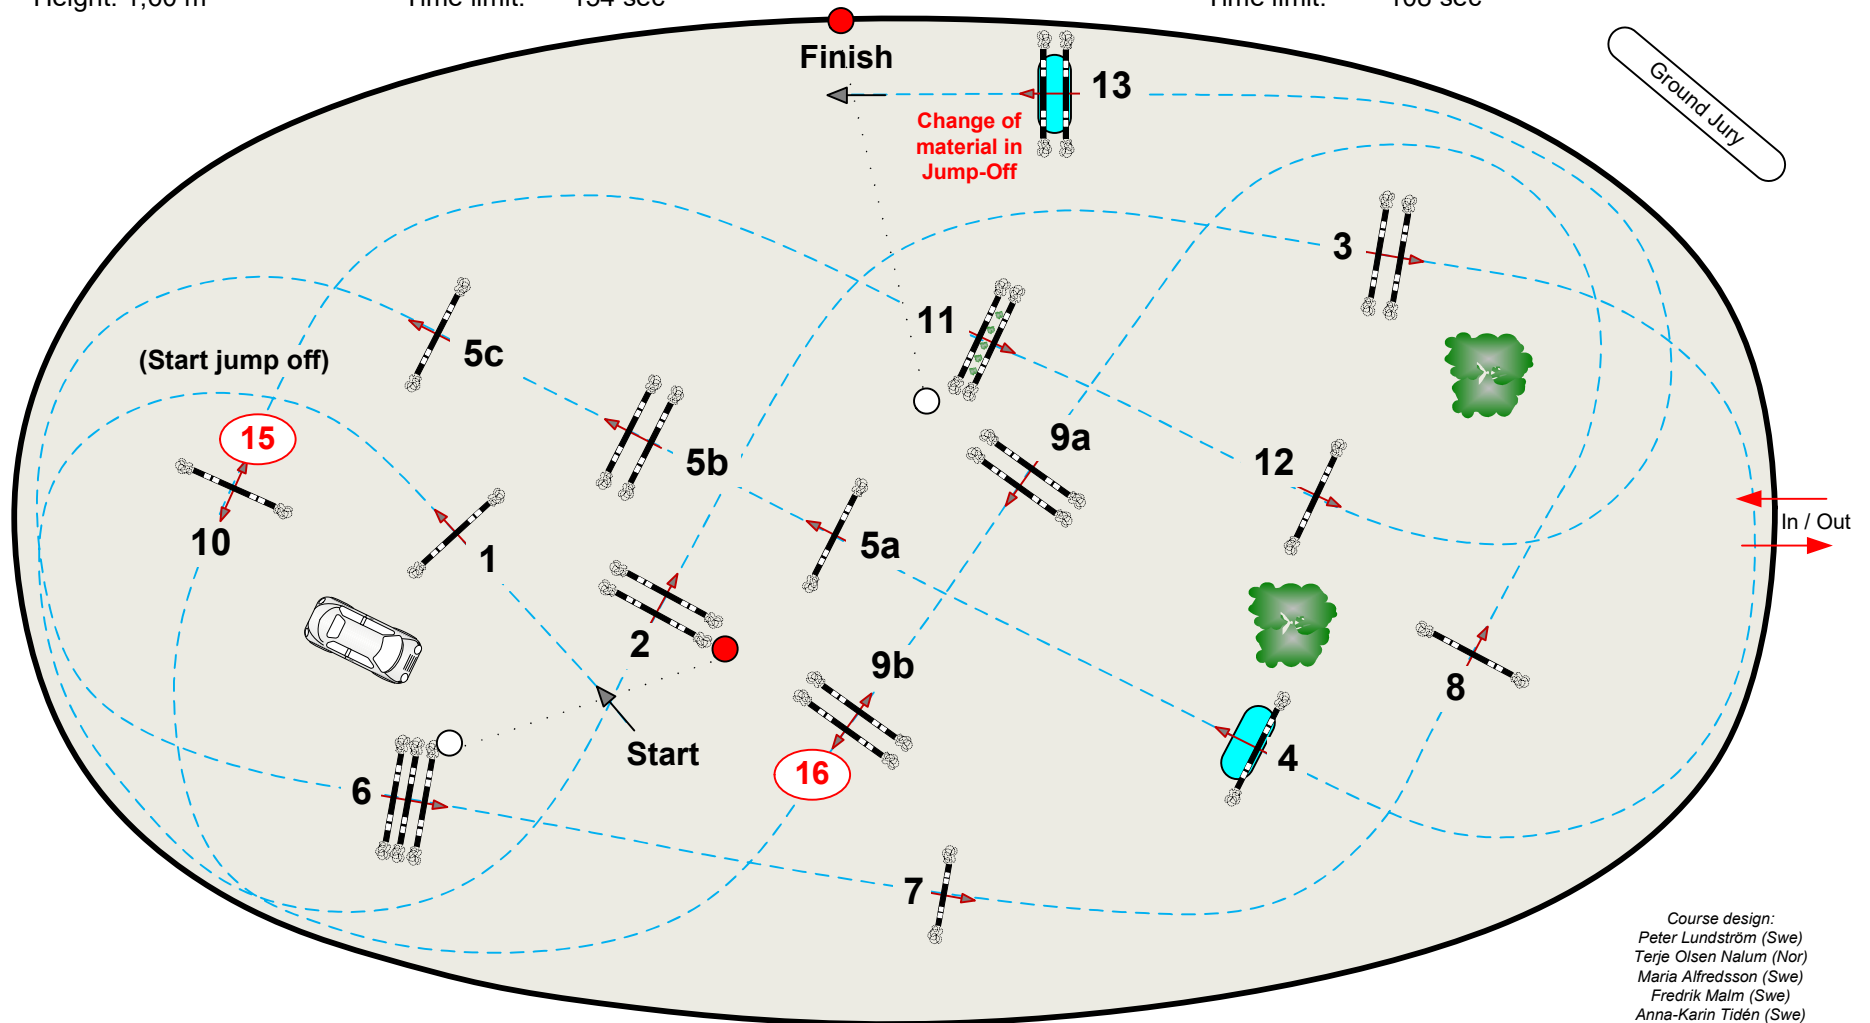 Finish
13
Ground Jury
Change of
material in
Jump-Off
3
11
5c
(Start jump off)
15
9a
5b
12
In / Out
10
1
5a
2
9b
8
Start
4
16
6
7
Course design:
Peter Lundström (Swe)
Terje Olsen Nalum (Nor)
Maria Alfredsson (Swe)
Fredrik Malm (Swe)
Anna-Karin Tidén (Swe)